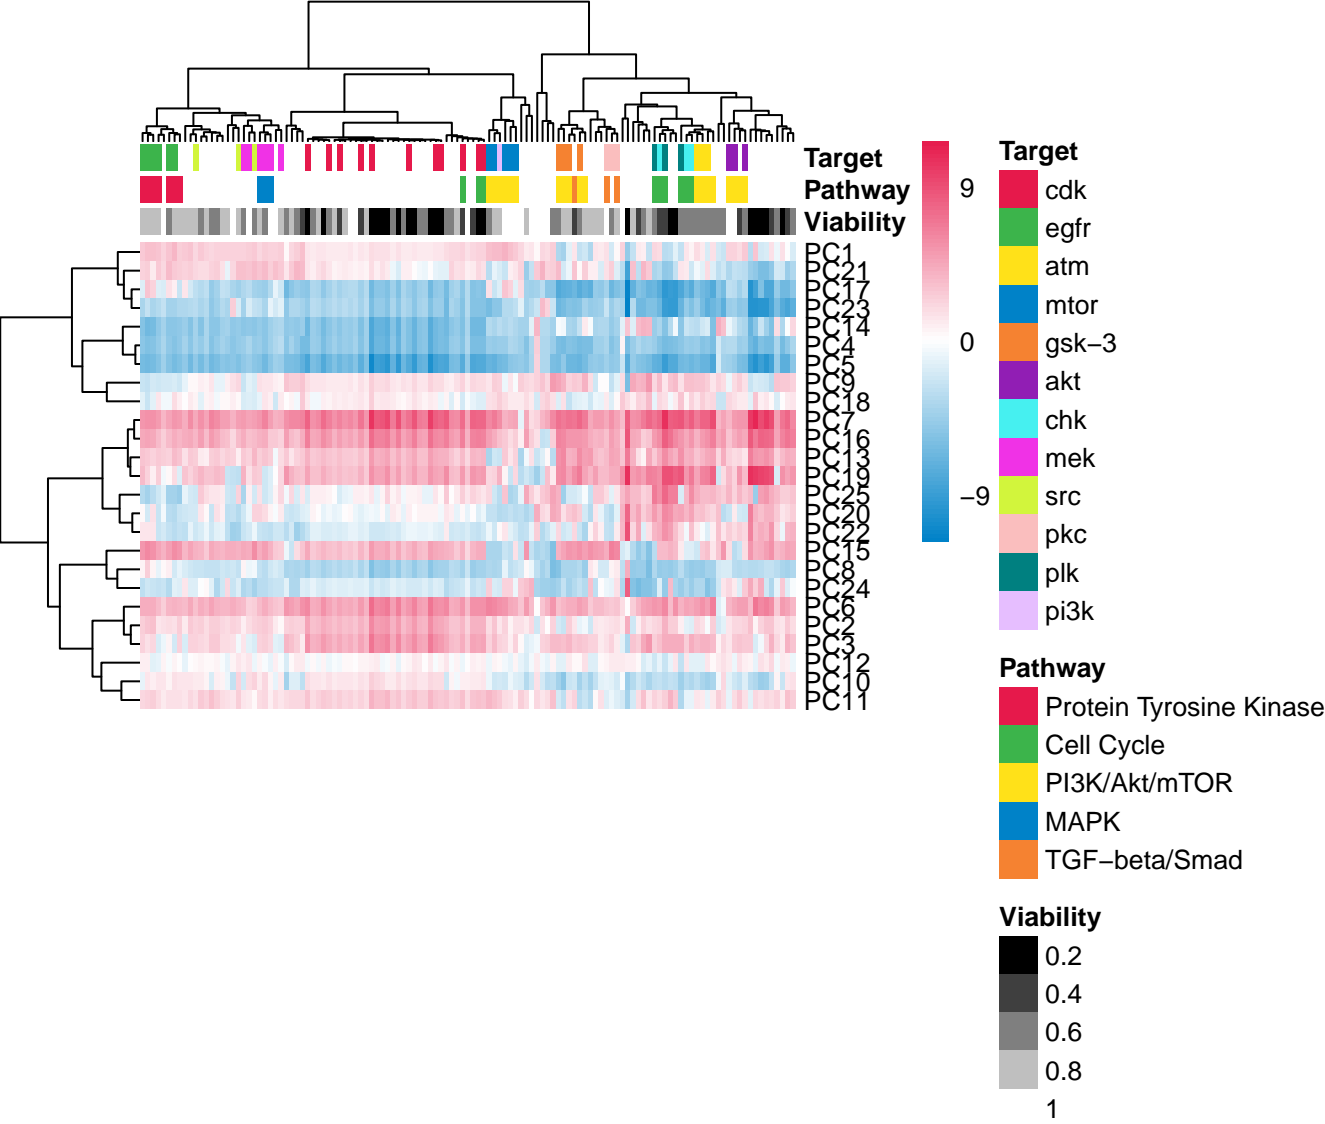 Target
Pathway
Viability
PC1
PC21
PC17
PC23
PC14
PC4
PC5
PC9
PC18
PC7
PC16
PC13
PC19
PC25
PC20
PC22
PC15
PC8
PC24
PC6
PC2
PC3
PC12
PC10
PC11
9
0
−9
Target
cdk
egfr
atm
mtor
gsk−3
akt
chk
mek
src
pkc
plk
pi3k
Pathway
Protein Tyrosine Kinase
Cell Cycle
PI3K/Akt/mTOR
MAPK
TGF−beta/Smad
Viability
0.2
0.4
0.6
0.8
1